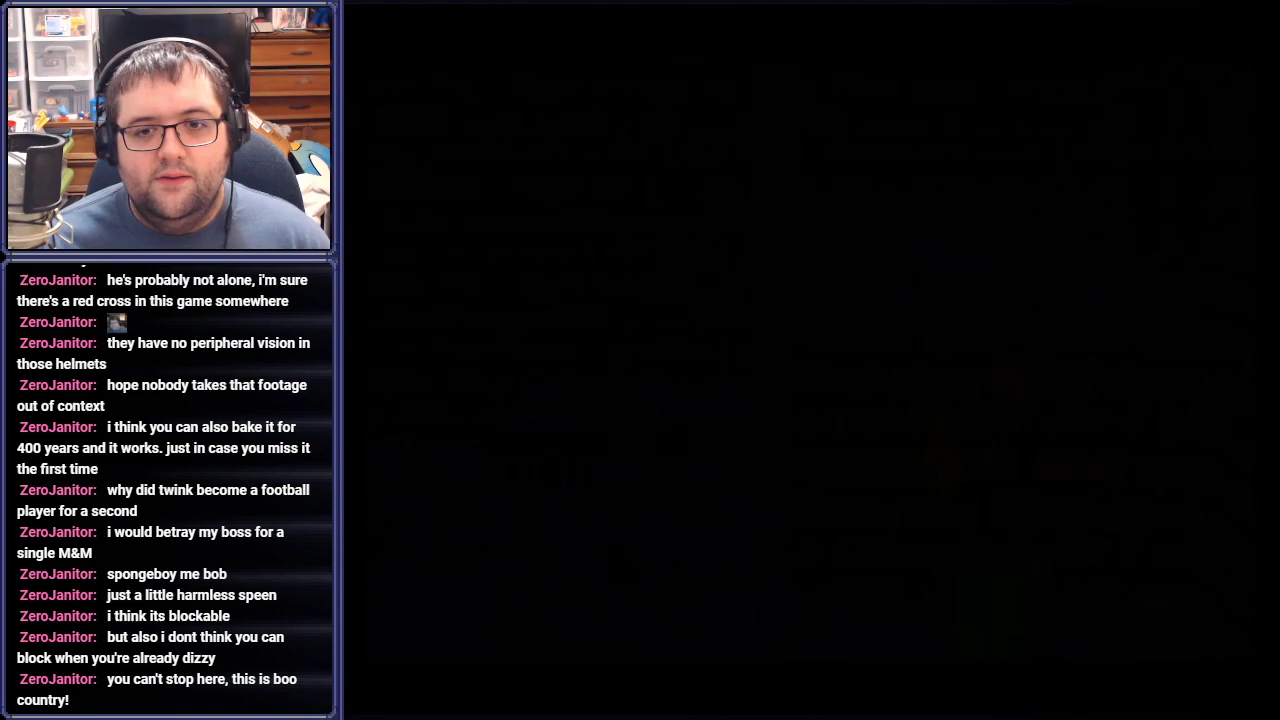 ZeroJanitor: he's probably not alone, i'm sure
there's a red cross in this game somewhere
ZeroJanitor:
ZeroJanitor: they have no peripheral vision in
those helmets
ZeroJanitor: hope nobody takes that footage
out of context
ZeroJanitor: i think you can also bake it for
400 years and it works. just in case you miss it
the first time
ZeroJanitor: why did twink become a football
player for a second
ZeroJanitor: i would betray my boss for a
single M&M
ZeroJanitor: spongeboy me bob
ZeroJanitor: just a little harmless speen
ZeroJanitor: i think its blockable
ZeroJanitor: but also i dont think you can
block when you're already dizzy
ZeroJanitor: you can't stop here, this is boo
country!